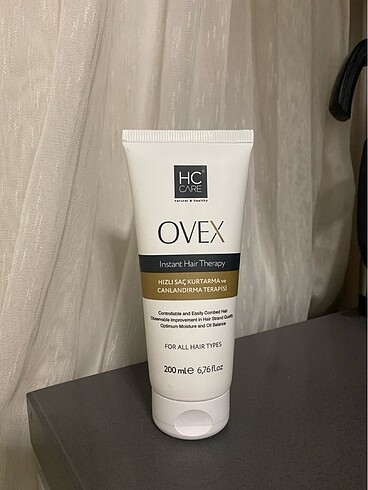 HC®
CARE
natural & healthy
OVEX
Instant Hair Therapy
HIZLI SAÇ KURTARMA ve
CANLANDIRMA TERAPİSİ
Controllable and Easily Combed Hair
Observable Improvement in Hair Strand Quality
Optimum Moisture and Oil Balance
FOR ALL HAIR TYPES
200 ml ℮ 6,76 fl.oz